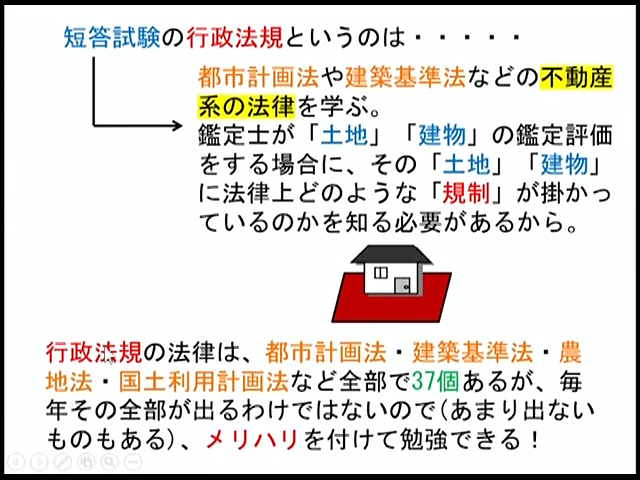 短答試験の行政法規というのは・・・・・
都市計画法や建築基準法などの不動産
系の法律を学ぶ。
鑑定士が「土地」「建物」の鑑定評価
をする場合に、その「土地」「建物」
に法律上どのような「規制」が掛かっ
ているのかを知る必要があるから。
行政法規の法律は、都市計画法・建築基準法・農
地法・国土利用計画法など全部で37個あるが、毎
年その全部が出るわけではないので(あまり出ない
ものもある)、メリハリを付けて勉強できる！